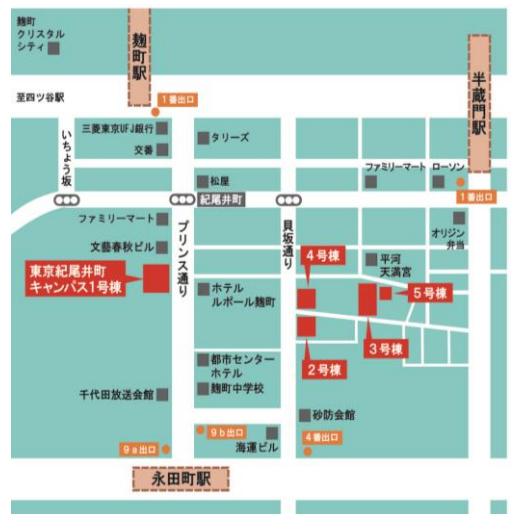 麹町
クリスタル
シティ
麹町駅
半蔵門駅
至四ツ谷駅
1番出口
いちょう坂
三菱東京UFJ銀行
交番
タリーズ
松屋
紀尾井町
ファミリーマート
ローソン
1番出口
ファミリーマート
文藝春秋ビル
プリンス通り
貝坂通り
オリジン
弁当
東京紀尾井町
キャンパス1号棟
ホテル
ルポール麹町
4号棟
平河
天満宮
5号棟
3号棟
2号棟
都市センター
ホテル
麹町中学校
千代田放送会館
砂防会館
9a出口
9b出口
海運ビル
4番出口
永田町駅